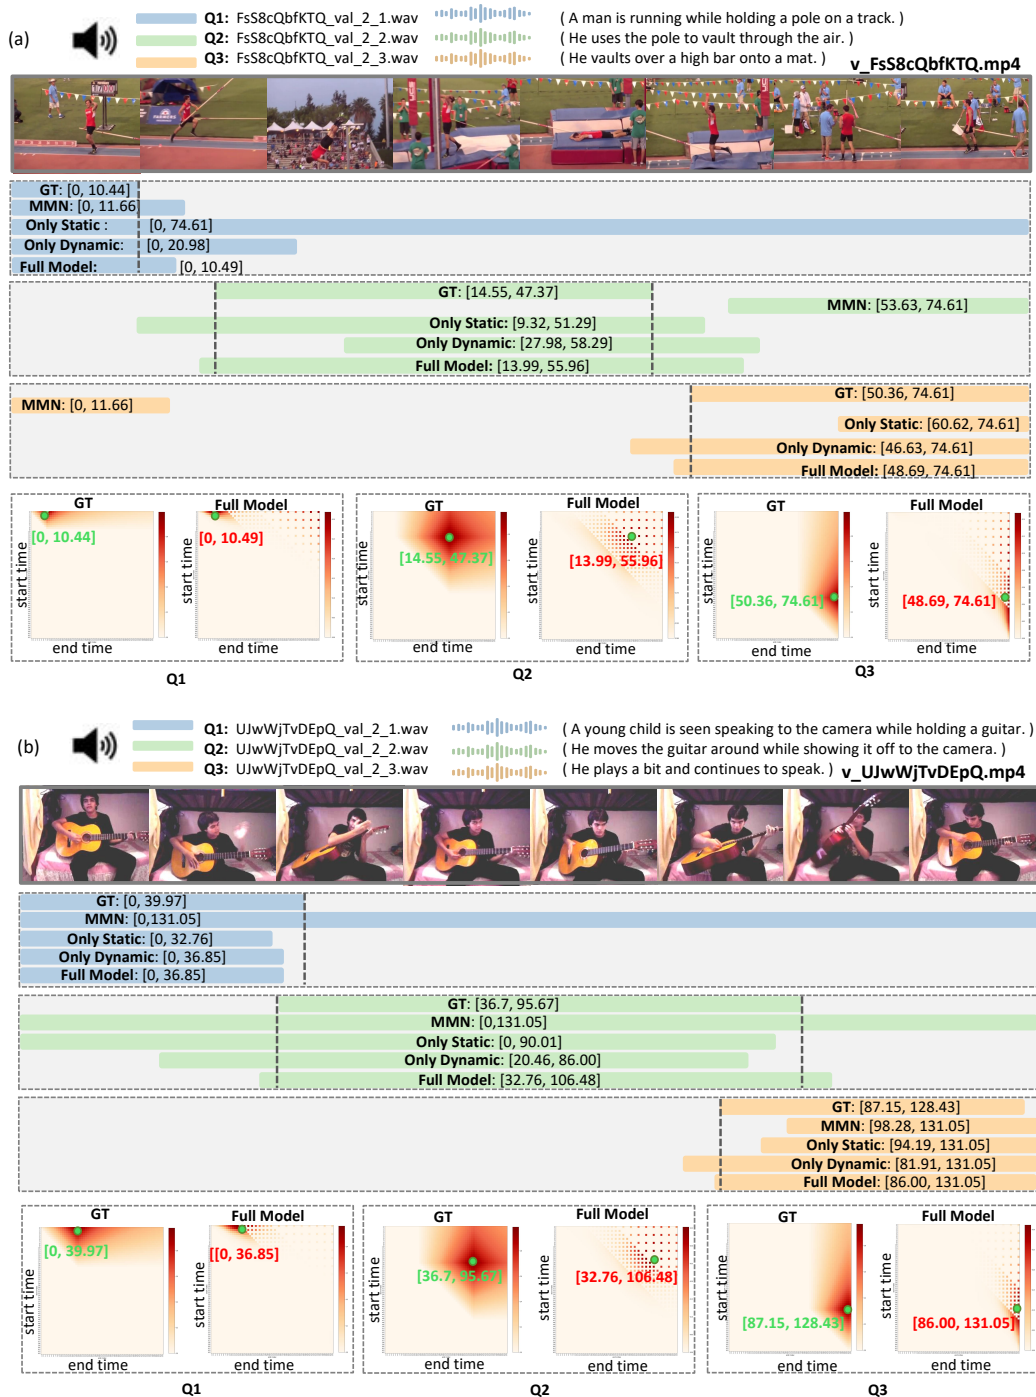 (a)
Q1: FsS8cQbfKTQ_val_2_1.wav ( A man is running while holding a pole on a track. )
Q2: FsS8cQbfKTQ_val_2_2.wav ( He uses the pole to vault through the air. )
Q3: FsS8cQbfKTQ_val_2_3.wav ( He vaults over a high bar onto a mat. )
v_FsS8cQbfKTQ.mp4
GT: [0, 10.44]
MMN: [0, 11.66]
Only Static : [0, 74.61]
Only Dynamic: [0, 20.98]
Full Model: [0, 10.49]
GT: [14.55, 47.37]
MMN: [53.63, 74.61]
Only Static: [9.32, 51.29]
Only Dynamic: [27.98, 58.29]
Full Model: [13.99, 55.96]
GT: [50.36, 74.61]
MMN: [0, 11.66]
Only Static: [60.62, 74.61]
Only Dynamic: [46.63, 74.61]
Full Model: [48.69, 74.61]
GT Full Model
start time
[0, 10.44] [0, 10.49]
end time end time
Q1
GT Full Model
start time
[14.55, 47.37] [13.99, 55.96]
end time end time
Q2
GT Full Model
start time
[50.36, 74.61] [48.69, 74.61]
end time end time
Q3
(b)
Q1: UJwWjTvDEpQ_val_2_1.wav ( A young child is seen speaking to the camera while holding a guitar. )
Q2: UJwWjTvDEpQ_val_2_2.wav ( He moves the guitar around while showing it off to the camera. )
Q3: UJwWjTvDEpQ_val_2_3.wav ( He plays a bit and continues to speak. )
v_UJwWjTvDEpQ.mp4
GT: [0, 39.97]
MMN: [0,131.05]
Only Static: [0, 32.76]
Only Dynamic: [0, 36.85]
Full Model: [0, 36.85]
GT: [36.7, 95.67]
MMN: [0,131.05]
Only Static: [0, 90.01]
Only Dynamic: [20.46, 86.00]
Full Model: [32.76, 106.48]
GT: [87.15, 128.43]
MMN: [98.28, 131.05]
Only Static: [94.19, 131.05]
Only Dynamic: [81.91, 131.05]
Full Model: [86.00, 131.05]
GT Full Model
start time
[0, 39.97] [[0, 36.85]
end time end time
Q1
GT Full Model
start time
[36.7, 95.67] [32.76, 106.48]
end time end time
Q2
GT Full Model
start time
[87.15, 128.43] [86.00, 131.05]
end time end time
Q3